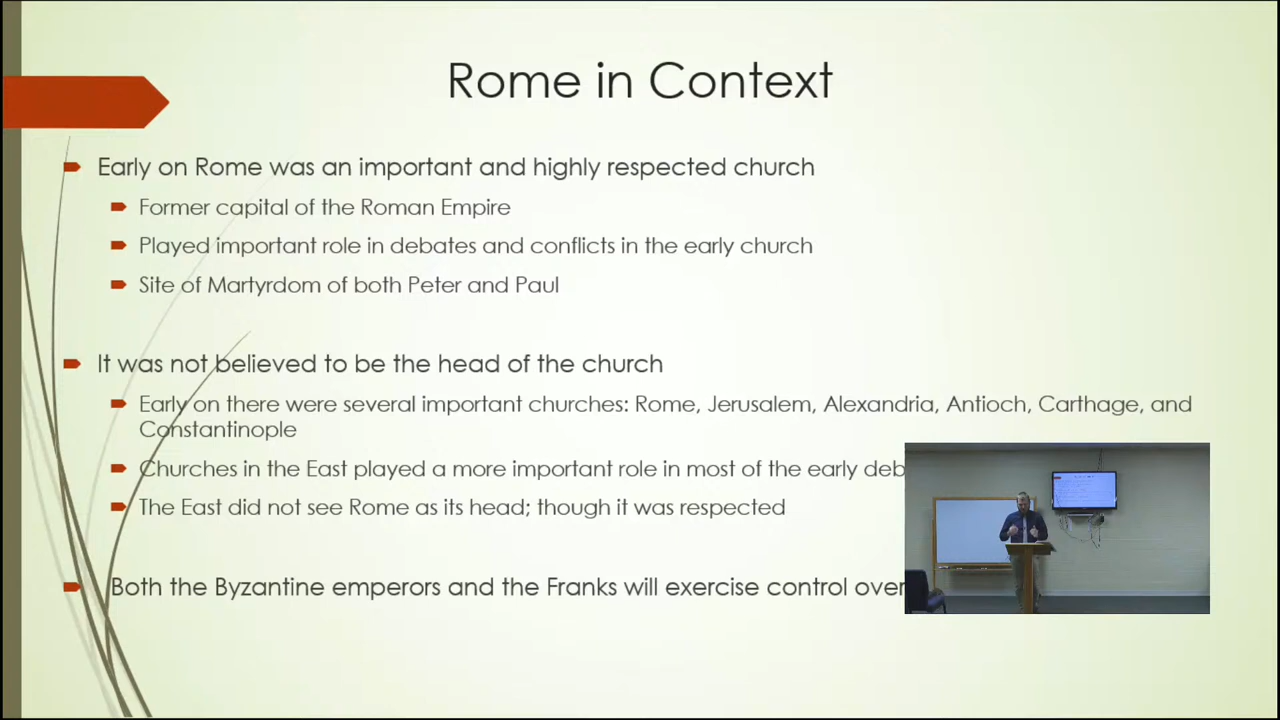 Rome in Context
Early on Rome was an important and highly respected church
Former capital of the Roman Empire
Played important role in debates and conflicts in the early church
Site of Martyrdom of both Peter and Paul
It was not believed to be the head of the church
Early on there were several important churches: Rome, Jerusalem, Alexandria, Antioch, Carthage, and
Constantinople
Churches in the East played a more important role in most of the early
The East did not see Rome as its head; though it was respected
Both the Byzantine emperors and the Franks will exercise control over